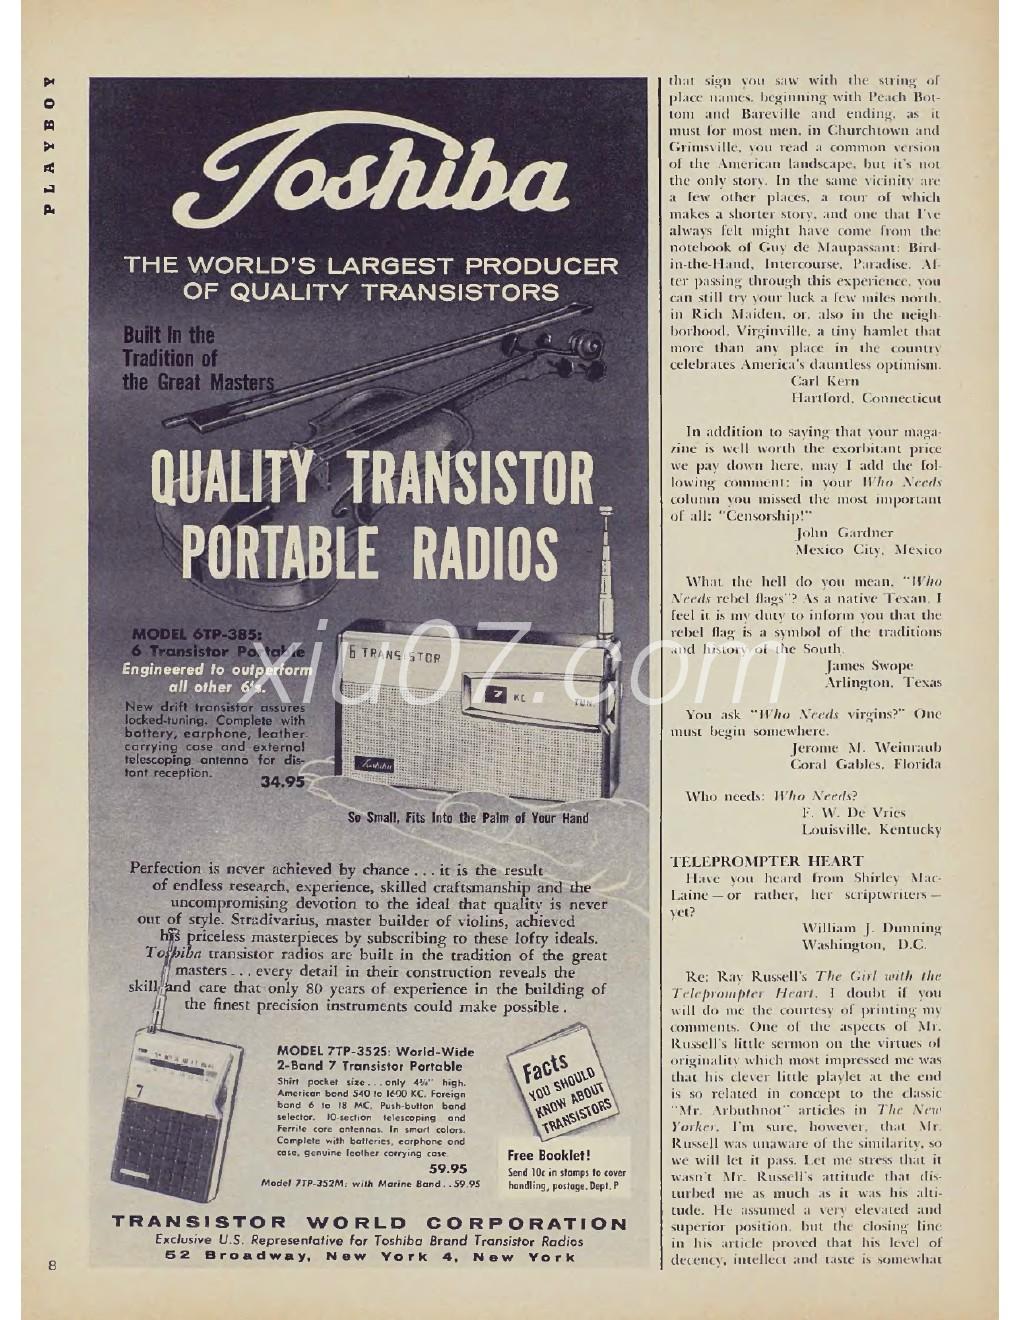 PLAYBOY
Toshiba
THE WORLD'S LARGEST PRODUCER
OF QUALITY TRANSISTORS
Built In the
Tradition of
the Great Masters
QUALITY TRANSISTOR
PORTABLE RADIOS
MODEL 6TP-385:
6 Transistor Portable
Engineered to outperform
all other 6's.
New drift transistor assures
locked-tuning. Complete with
battery, earphone, leather
carrying case and external
telescoping antenna for dis-
tant reception.
34.95
6 TRANSISTOR
7 KC TUN.
Toshiba
So Small, Fits Into the Palm of Your Hand
xiu07.com
Perfection is never achieved by chance . . . it is the result
of endless research, experience, skilled craftsmanship and the
uncompromising devotion to the ideal that quality is never
out of style. Stradivarius, master builder of violins, achieved
his priceless masterpieces by subscribing to these lofty ideals.
Toshiba transistor radios are built in the tradition of the great
masters . . . every detail in their construction reveals the
skill and care that only 80 years of experience in the building of
the finest precision instruments could make possible.
7
MODEL 7TP-352S: World-Wide
2-Band 7 Transistor Portable
Shirt pocket size . . . only 4⅜" high.
American band 540 to 1600 KC. Foreign
band 6 to 18 MC. Push-button band
selector. 10-section telescoping and
Ferrite core antennas. In smart colors.
Complete with batteries, earphone and
case, genuine leather carrying case.
59.95
Model 7TP-352M: with Marine Band . . 59.95
Facts
YOU SHOULD
KNOW ABOUT
TRANSISTORS
Free Booklet!
Send 10c in stamps to cover
handling, postage. Dept. P
TRANSISTOR WORLD CORPORATION
Exclusive U.S. Representative for Toshiba Brand Transistor Radios
52 Broadway, New York 4, New York
8
that sign you saw with the string of
place names, beginning with Peach Bot-
tom and Bareville and ending, as it
must for most men, in Churchtown and
Grimsville, you read a common version
of the American landscape, but it's not
the only story. In the same vicinity are
a few other places, a tour of which
makes a shorter story, and one that I've
always felt might have come from the
notebook of Guy de Maupassant: Bird-
in-the-Hand, Intercourse, Paradise. Af-
ter passing through this experience, you
can still try your luck a few miles north,
in Rich Maiden, or, also in the neigh-
borhood, Virginville, a tiny hamlet that
more than any place in the country
celebrates America's dauntless optimism.
Carl Kern
Hartford, Connecticut
In addition to saying that your maga-
zine is well worth the exorbitant price
we pay down here, may I add the fol-
lowing comment: in your Who Needs
column you missed the most important
of all: "Censorship!"
John Gardner
Mexico City, Mexico
What the hell do you mean, "Who
Needs rebel flags"? As a native Texan, I
feel it is my duty to inform you that the
rebel flag is a symbol of the traditions
and history of the South.
James Swope
Arlington, Texas
You ask "Who Needs virgins?" One
must begin somewhere.
Jerome M. Weinraub
Coral Gables, Florida
Who needs: Who Needs?
F. W. De Vries
Louisville, Kentucky
TELEPROMPTER HEART
Have you heard from Shirley Mac-
Laine — or rather, her scriptwriters —
yet?
William J. Dunning
Washington, D.C.
Re: Ray Russell's The Girl with the
Teleprompter Heart, I doubt if you
will do me the courtesy of printing my
comments. One of the aspects of Mr.
Russell's little sermon on the virtues of
originality which most impressed me was
that his clever little playlet at the end
is so related in concept to the classic
"Mr. Arbuthnot" articles in The New
Yorker. I'm sure, however, that Mr.
Russell was unaware of the similarity, so
we will let it pass. Let me stress that it
wasn't Mr. Russell's attitude that dis-
turbed me as much as it was his alti-
tude. He assumed a very elevated and
superior position, but the closing line
in his article proved that his level of
decency, intellect and taste is somewhat